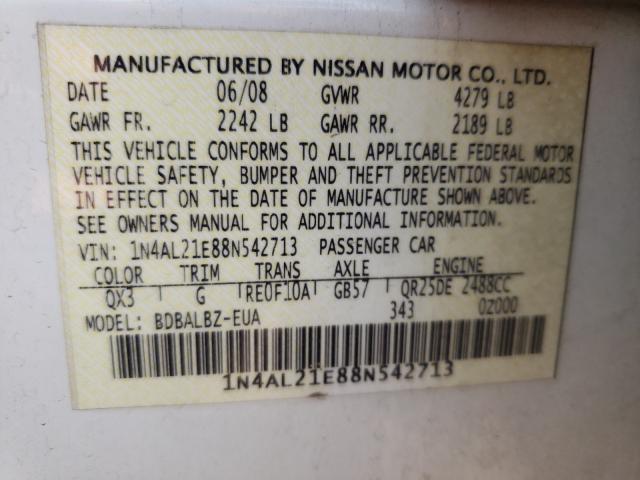 MANUFACTURED BY NISSAN MOTOR CO., LTD.
DATE 06/08 GVWR 4279 LB
GAWR FR. 2242 LB GAWR RR. 2189 LB
THIS VEHICLE CONFORMS TO ALL APPLICABLE FEDERAL MOTOR
VEHICLE SAFETY, BUMPER AND THEFT PREVENTION STANDARDS
IN EFFECT ON THE DATE OF MANUFACTURE SHOWN ABOVE.
SEE OWNERS MANUAL FOR ADDITIONAL INFORMATION.
VIN: 1N4AL21E88N542713 PASSENGER CAR
COLOR TRIM TRANS AXLE ENGINE
QX3 G RE0F10A GB57 QR25DE 2488CC
MODEL: BDBALBZ-EUA 343 02000
1N4AL21E88N542713